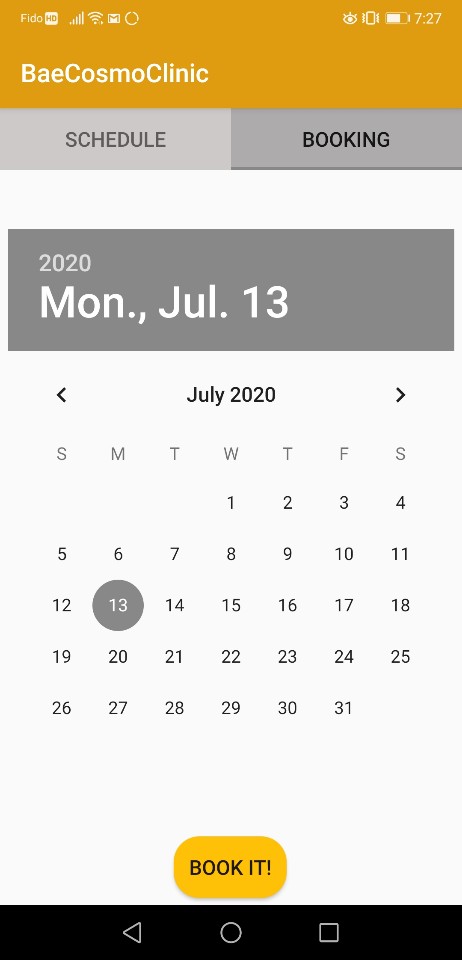 Fido HD 7:27
BaeCosmoClinic
SCHEDULE BOOKING
2020
Mon., Jul. 13
July 2020
S M T W T F S
1 2 3 4
5 6 7 8 9 10 11
12 13 14 15 16 17 18
19 20 21 22 23 24 25
26 27 28 29 30 31
BOOK IT!